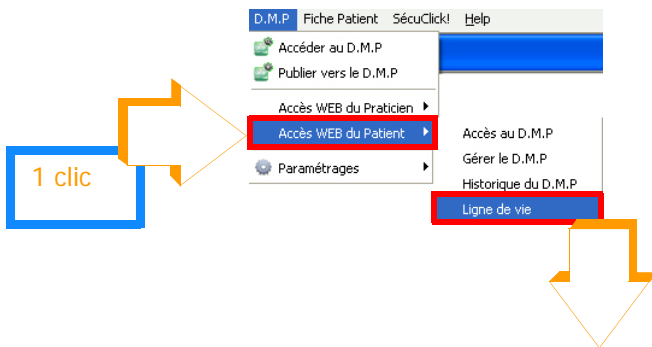 D.M.P Fiche Patient SécuClick! Help
Accéder au D.M.P
Publier vers le D.M.P
Accès WEB du Praticien
Accès WEB du Patient
Paramétrages
Accès au D.M.P
Gérer le D.M.P
Historique du D.M.P
Ligne de vie
1 clic